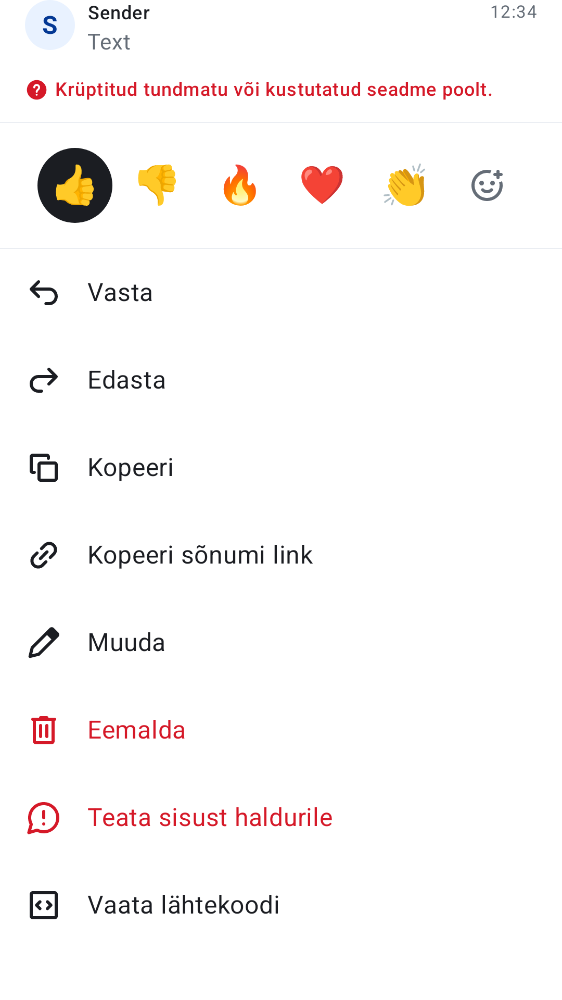 S
Sender
12:34
Text
Krüptitud tundmatu või kustutatud seadme poolt.
Vasta
Edasta
Kopeeri
Kopeeri sõnumi link
Muuda
Eemalda
Teata sisust haldurile
Vaata lähtekoodi